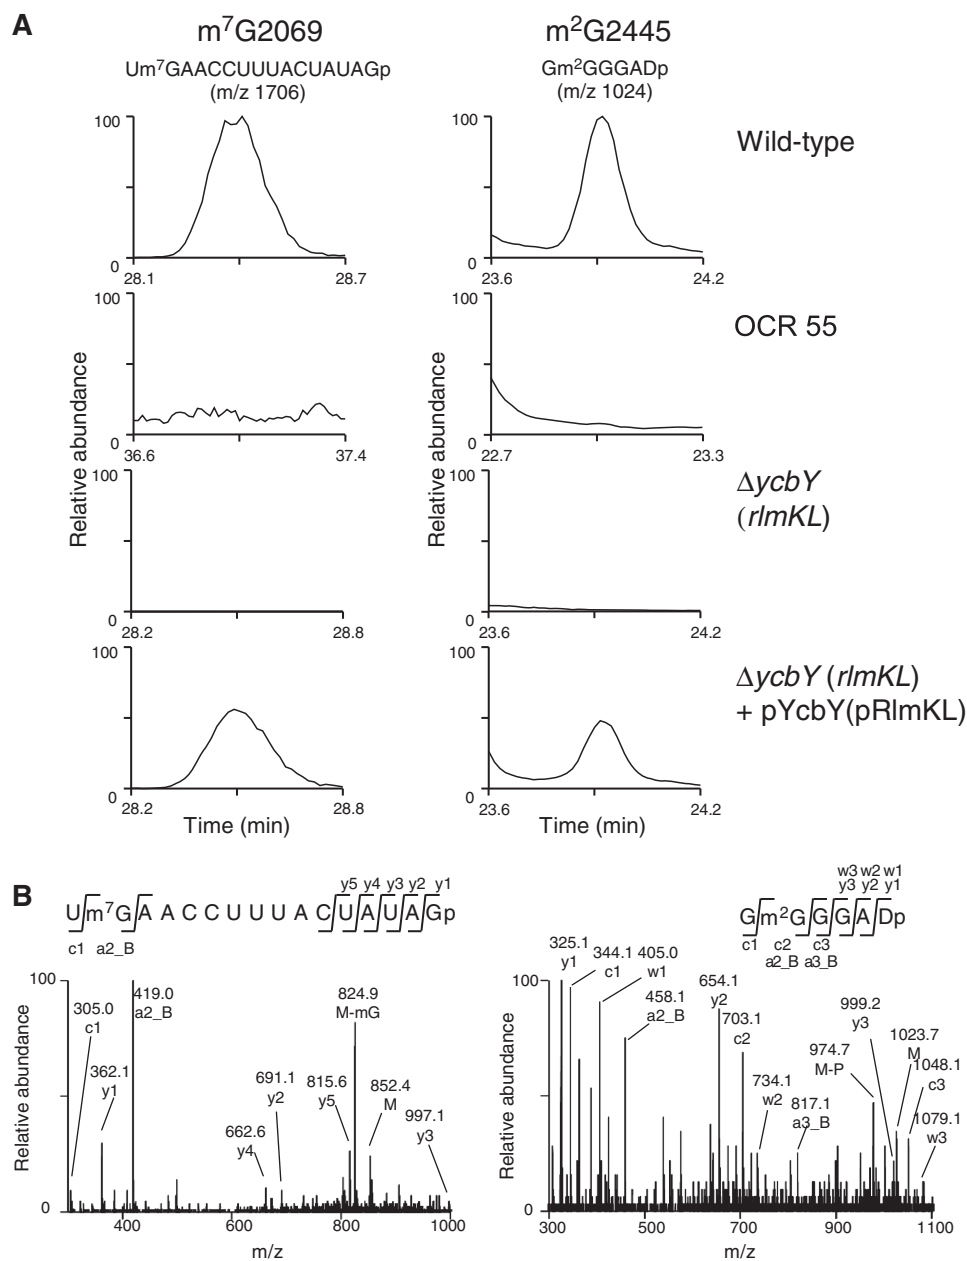 A
m7G2069
m2G2445
Um7GAACCUUUACUAUAGp
(m/z 1706)
Gm2GGGADp
(m/z 1024)
100
0
28.1
28.7
100
0
23.6
24.2
Wild-type
100
0
36.6
37.4
100
0
22.7
23.3
OCR 55
Relative abundance
Relative abundance
100
0
28.2
28.8
100
0
23.6
24.2
ΔycbY
(rlmKL)
100
0
28.2
28.8
Time (min)
100
0
23.6
24.2
Time (min)
ΔycbY (rlmKL)
+ pYcbY(pRlmKL)
B
y5 y4 y3 y2 y1
Um7GAACCUUUACUAUAGp
c1 a2_B
Relative abundance
100
0
305.0
c1
419.0
a2_B
362.1
y1
662.6
y4
691.1
y2
815.6
y5
824.9
M-mG
852.4
M
997.1
y3
400
600
800
1000
m/z
w3 w2 w1
y3 y2 y1
Gm2GGGADp
c1 c2 c3
a2_B a3_B
Relative abundance
100
0
325.1
y1
344.1
c1
405.0
w1
458.1
a2_B
654.1
y2
703.1
c2
734.1
w2
817.1
a3_B
974.7
M-P
999.2
y3
1023.7
M
1048.1
c3
1079.1
w3
300
500
700
900
1100
m/z